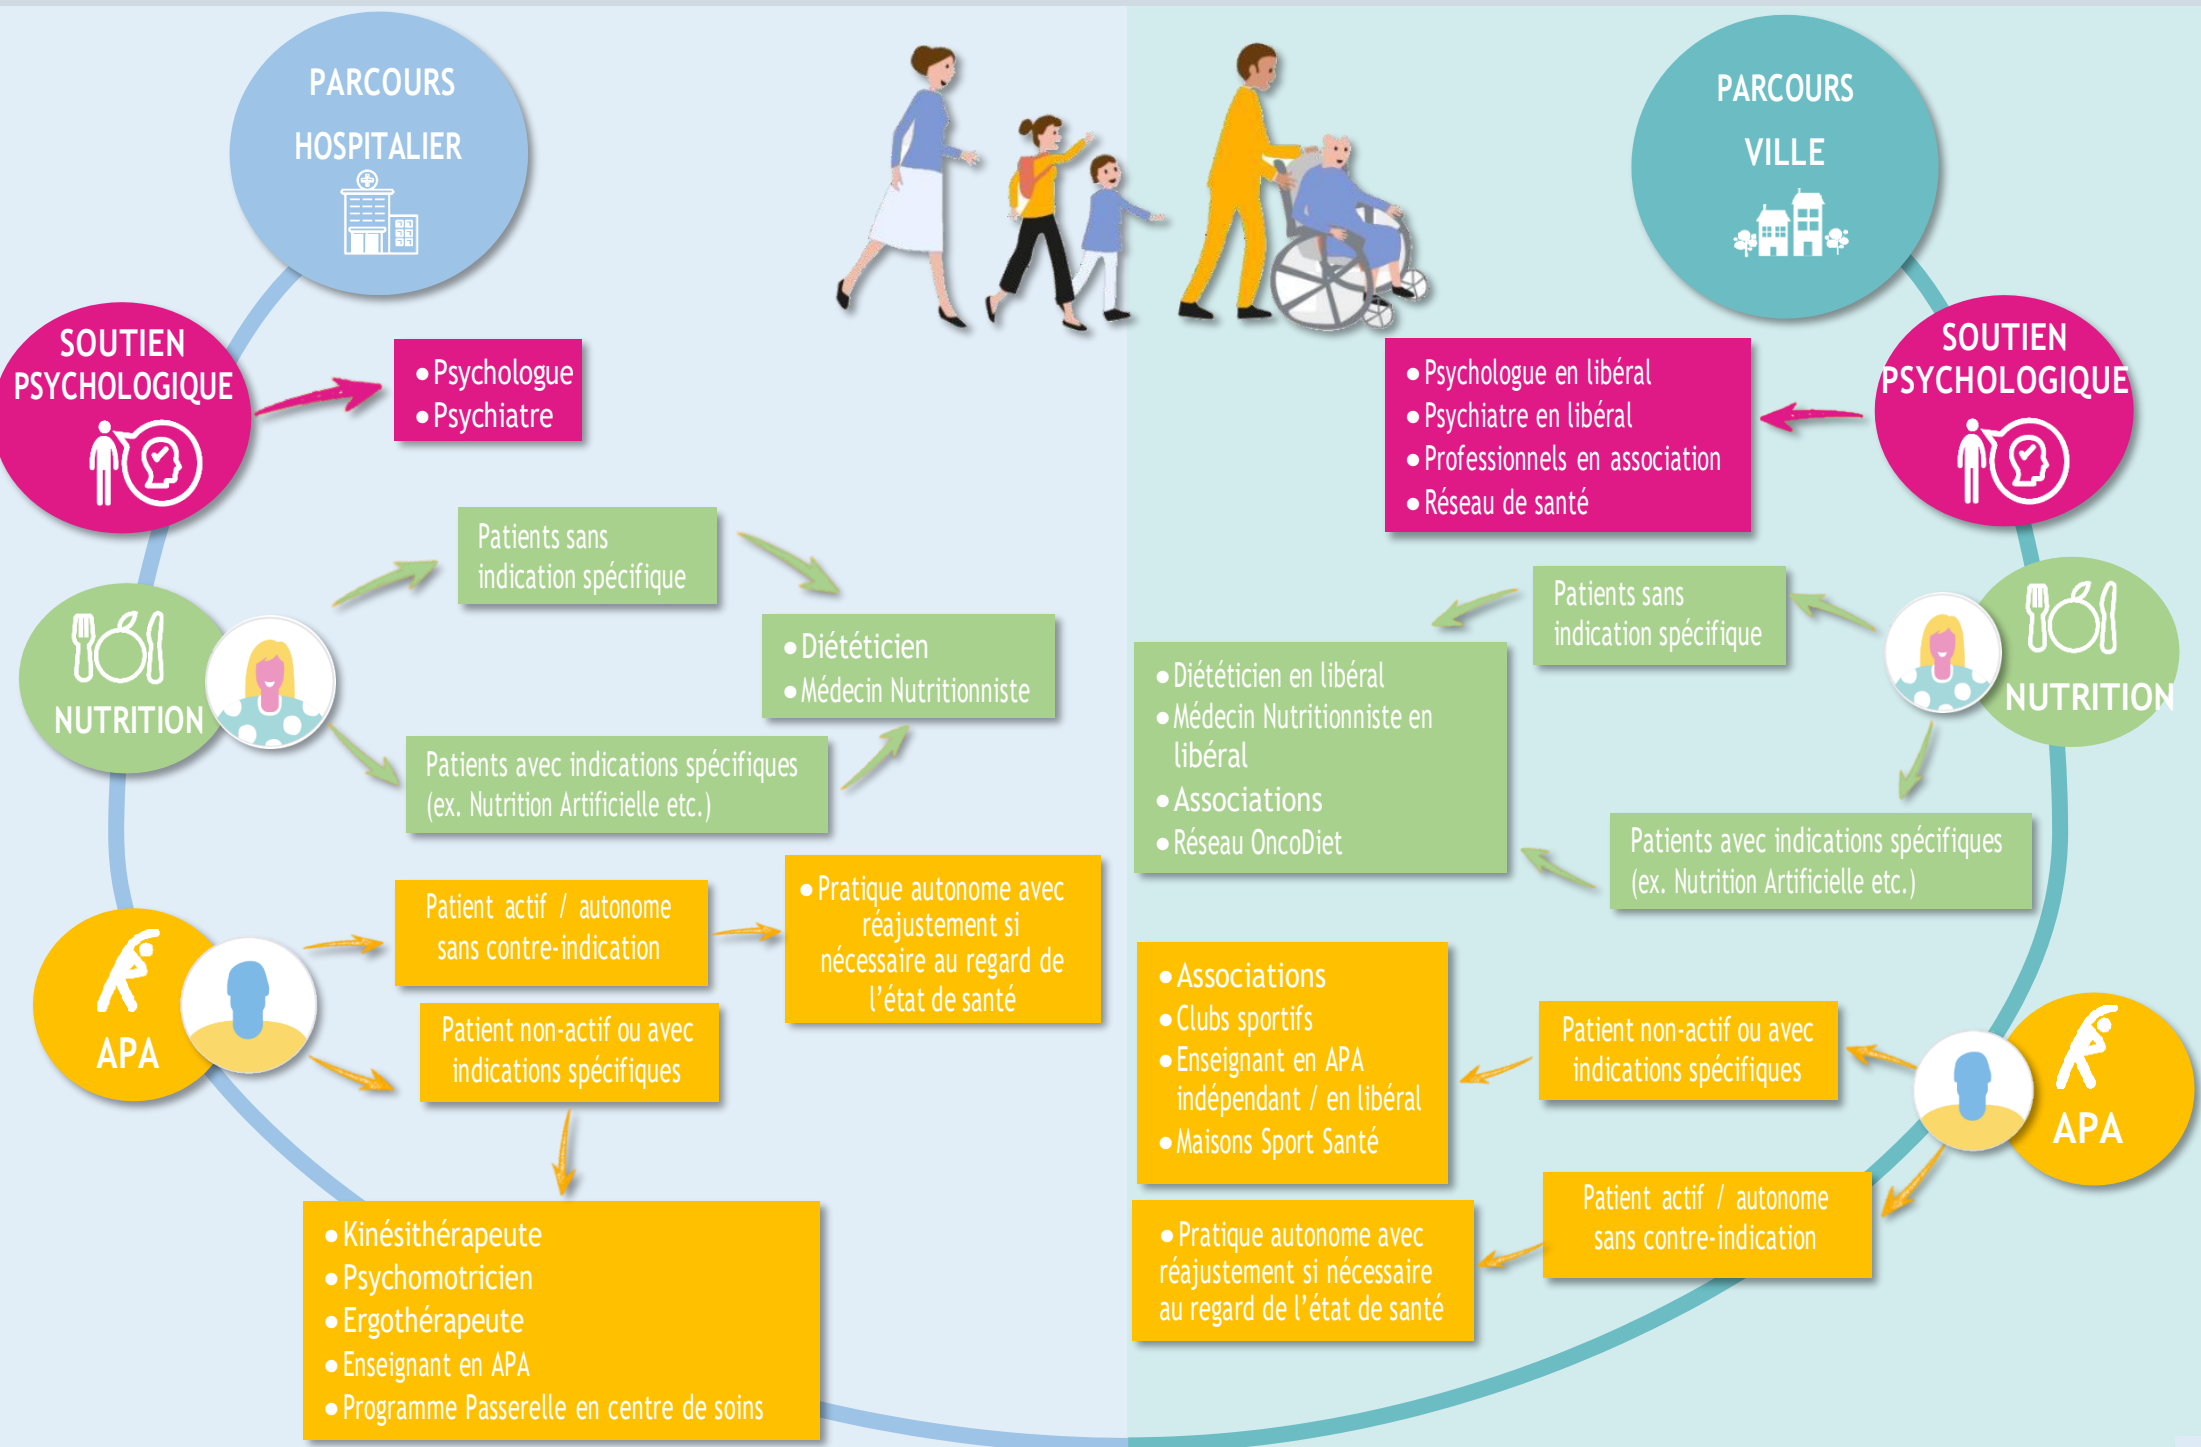 PARCOURS
HOSPITALIER
SOUTIEN
PSYCHOLOGIQUE
•Psychologue
•Psychiatre
NUTRITION
Patients sans
indication spécifique
Patients avec indications spécifiques
(ex. Nutrition Artificielle etc.)
•Diététicien
•Médecin Nutritionniste
APA
Patient actif / autonome
sans contre-indication
•Pratique autonome avec
réajustement si
nécessaire au regard de
l'état de santé
Patient non-actif ou avec
indications spécifiques
•Kinésithérapeute
•Psychomotricien
•Ergothérapeute
•Enseignant en APA
•Programme Passerelle en centre de soins
PARCOURS
VILLE
SOUTIEN
PSYCHOLOGIQUE
•Psychologue en libéral
•Psychiatre en libéral
•Professionnels en association
•Réseau de santé
NUTRITION
Patients sans
indication spécifique
Patients avec indications spécifiques
(ex. Nutrition Artificielle etc.)
•Diététicien en libéral
•Médecin Nutritionniste en
libéral
•Associations
•Réseau OncoDiet
APA
Patient non-actif ou avec
indications spécifiques
•Associations
•Clubs sportifs
•Enseignant en APA
indépendant / en libéral
•Maisons Sport Santé
Patient actif / autonome
sans contre-indication
•Pratique autonome avec
réajustement si nécessaire
au regard de l'état de santé